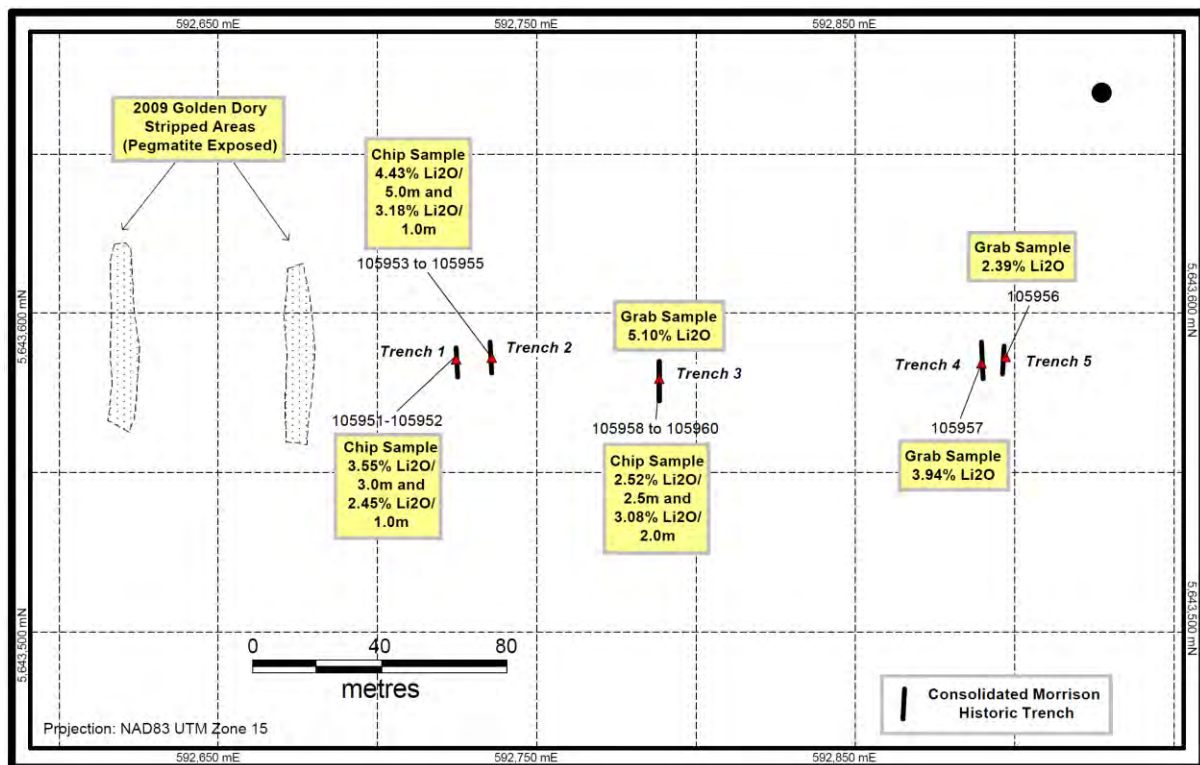 592,650 mE
592,750 mE
592,850 mE
2009 Golden Dory
Stripped Areas
(Pegmatite Exposed)
Chip Sample
4.43% Li2O/
5.0m and
3.18% Li2O/
1.0m
105953 to 105955
Grab Sample
2.39% Li2O
105956
5,643,600 mN
5,643,600 mN
Grab Sample
5.10% Li2O
Trench 1
Trench 2
Trench 3
Trench 4
Trench 5
105951-105952
Chip Sample
3.55% Li2O/
3.0m and
2.45% Li2O/
1.0m
105958 to 105960
Chip Sample
2.52% Li2O/
2.5m and
3.08% Li2O/
2.0m
105957
Grab Sample
3.94% Li2O
5,643,500 mN
5,643,500 mN
0 40 80
metres
Consolidated Morrison
Historic Trench
Projection: NAD83 UTM Zone 15
592,650 mE
592,750 mE
592,850 mE